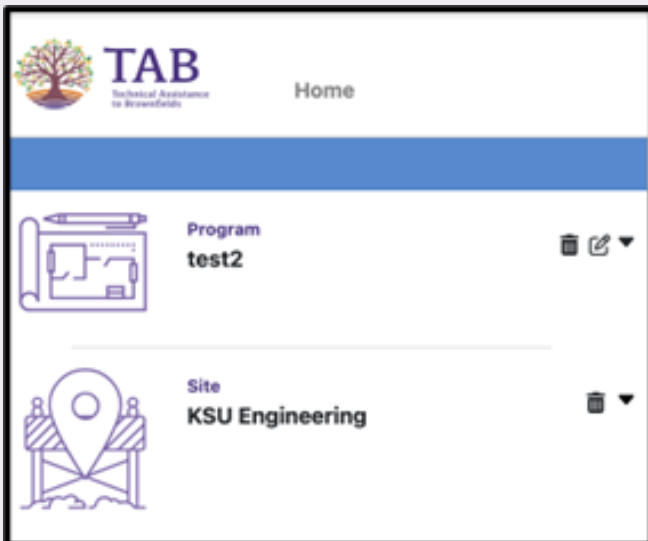 TAB
Technical Assistance
to Brownfields
Home
Program
test2
Site
KSU Engineering